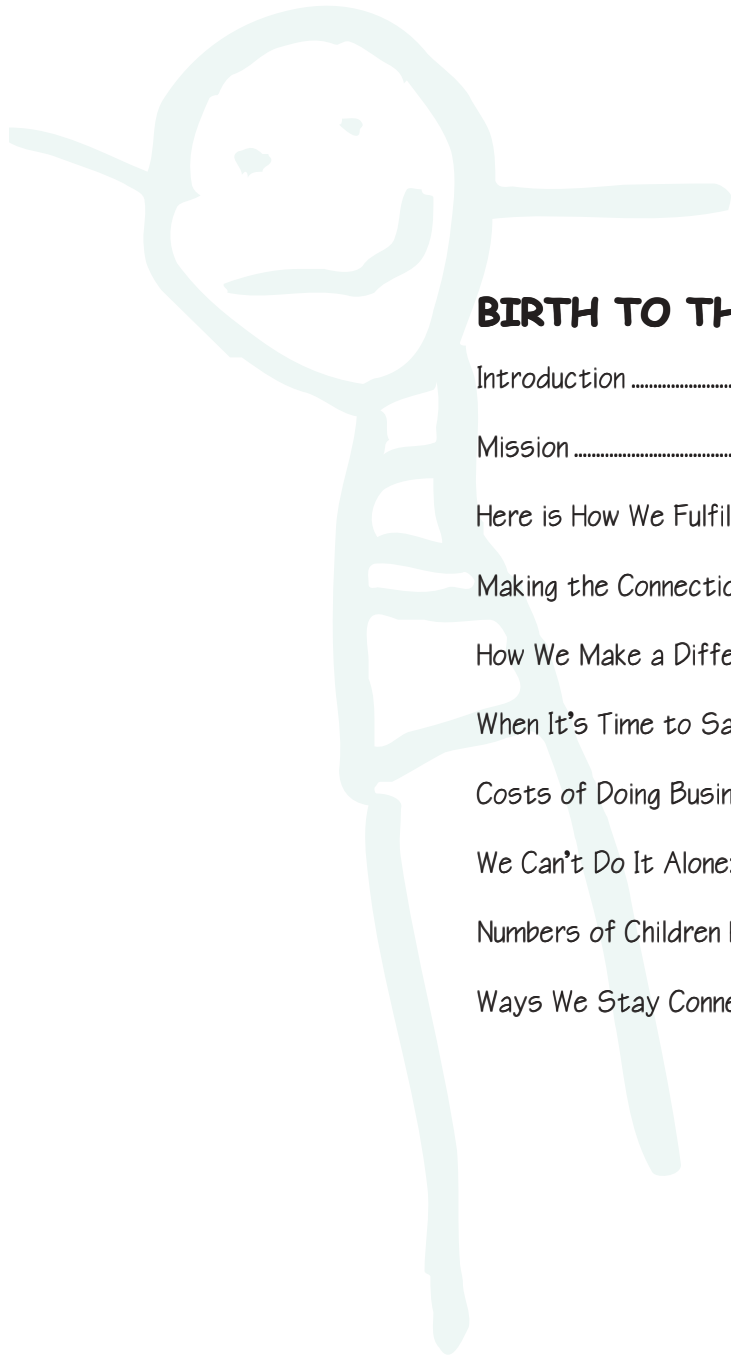 BIRTH TO TH
Introduction ........................
Mission ......................................
Here is How We Fulfil
Making the Connectio
How We Make a Diffe
When It's Time to Sa
Costs of Doing Busin
We Can't Do It Alone:
Numbers of Children
Ways We Stay Conne